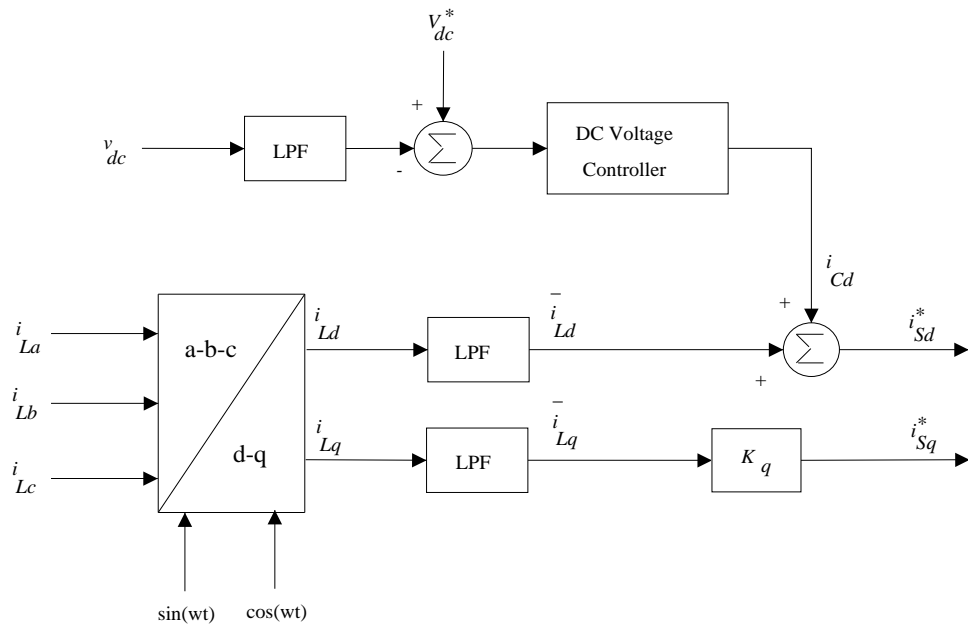 V*dc
+
vdc
LPF
-
Σ
DC Voltage
Controller
iCd
iLa
iLb
iLc
a-b-c
d-q
iLd
LPF
i̅Ld
+
+
Σ
i*Sd
iLq
LPF
i̅Lq
Kq
i*Sq
sin(wt)
cos(wt)